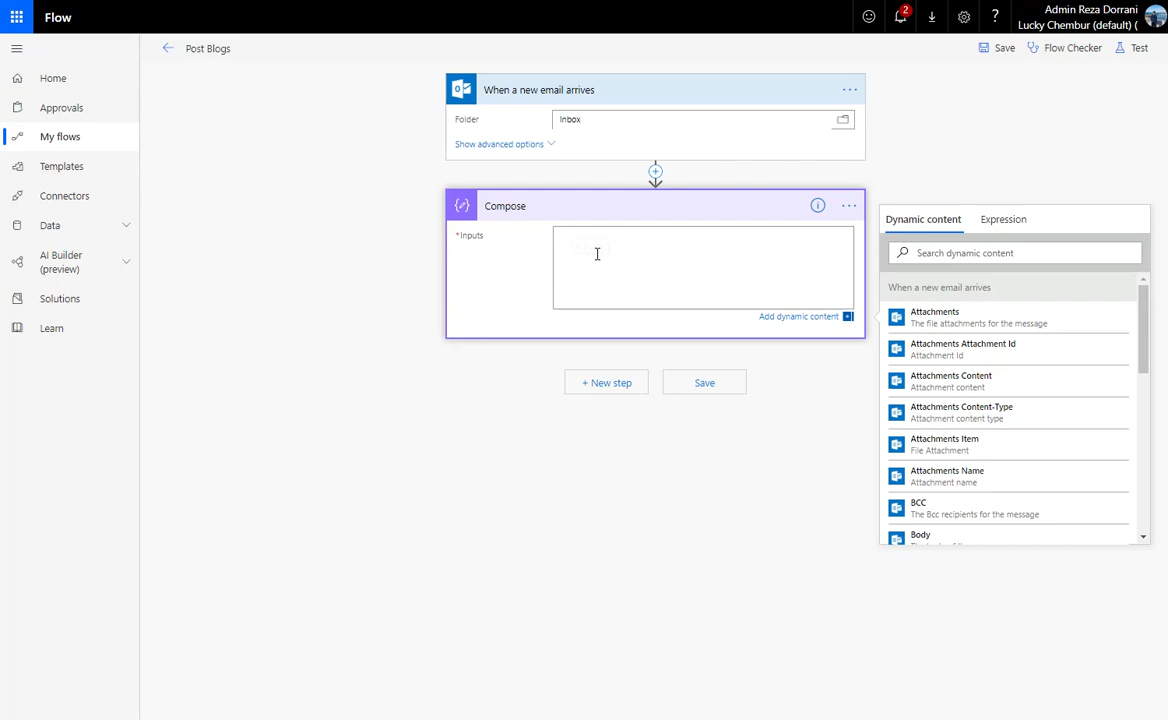 Flow
2
?
Admin Reza Dorrani
Lucky Chembur (default) (
Post Blogs
Save
Flow Checker
Test
Home
Approvals
My flows
Templates
Connectors
Data
AI Builder
(preview)
Solutions
Learn
When a new email arrives
...
Folder
Inbox
Show advanced options
Compose
...
*Inputs
Add dynamic content
+ New step
Save
Dynamic content
Expression
Search dynamic content
When a new email arrives
Attachments
The file attachments for the message
Attachments Attachment Id
Attachment Id
Attachments Content
Attachment content
Attachments Content-Type
Attachment content type
Attachments Item
File Attachment
Attachments Name
Attachment name
BCC
The Bcc recipients for the message
Body